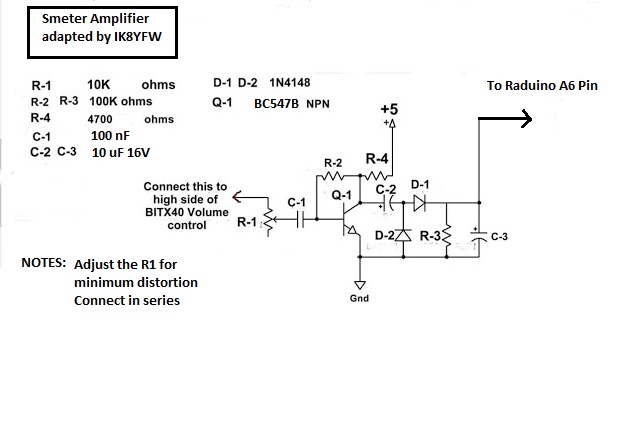 Smeter Amplifier
adapted by IK8YFW
R-1 10K ohms
R-2 R-3 100K ohms
R-4 4700 ohms
C-1 100 nF
C-2 C-3 10 uF 16V
D-1 D-2 1N4148
Q-1 BC547B NPN
To Raduino A6 Pin
+5
+Δ
R-2
R-4
Connect this to
high side of
BITX40 Volume
control
R-1
C-1
Q-1
C-2
D-1
+
D-2
R-3
+
C-3
Gnd
NOTES: Adjust the R1 for
minimum distortion
Connect in series